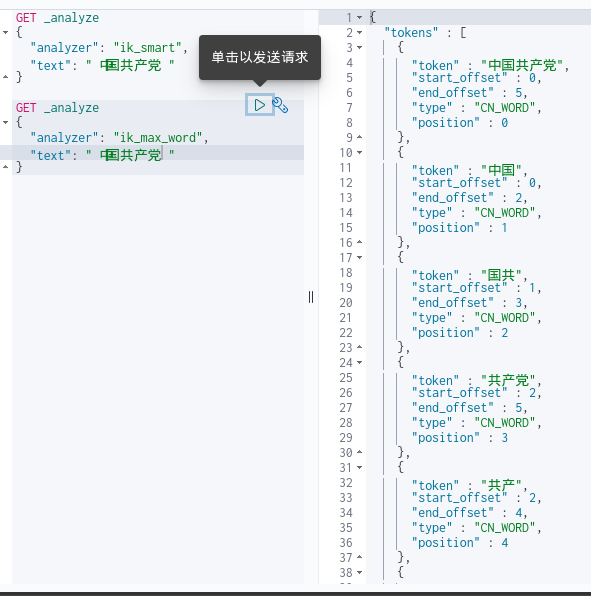 GET _analyze
{
"analyzer": "ik_smart",
"text": " 中国共产党 "
}
单击以发送请求
GET _analyze
{
"analyzer": "ik_max_word",
"text": " 中国共产党 "
}
1 {
2 "tokens" : [
3 {
4 "token" : "中国共产党",
5 "start_offset" : 0,
6 "end_offset" : 5,
7 "type" : "CN_WORD",
8 "position" : 0
9 },
10 {
11 "token" : "中国",
12 "start_offset" : 0,
13 "end_offset" : 2,
14 "type" : "CN_WORD",
15 "position" : 1
16 },
17 {
18 "token" : "国共",
19 "start_offset" : 1,
20 "end_offset" : 3,
21 "type" : "CN_WORD",
22 "position" : 2
23 },
24 {
25 "token" : "共产党",
26 "start_offset" : 2,
27 "end_offset" : 5,
28 "type" : "CN_WORD",
29 "position" : 3
30 },
31 {
32 "token" : "共产",
33 "start_offset" : 2,
34 "end_offset" : 4,
35 "type" : "CN_WORD",
36 "position" : 4
37 },
38 {